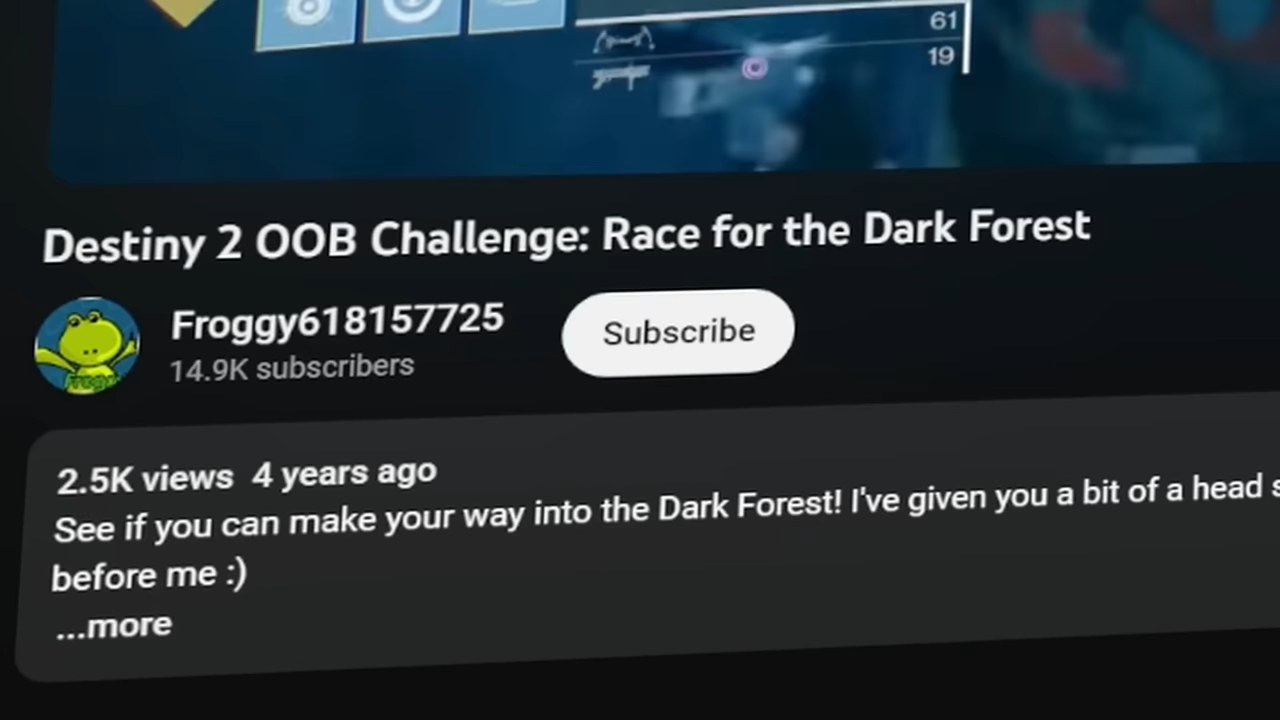 61
19
Destiny 2 OOB Challenge: Race for the Dark Forest
Froggy618157725
14.9K subscribers
Subscribe
2.5K views 4 years ago
See if you can make your way into the Dark Forest! I've given you a bit of a head
before me :)
...more